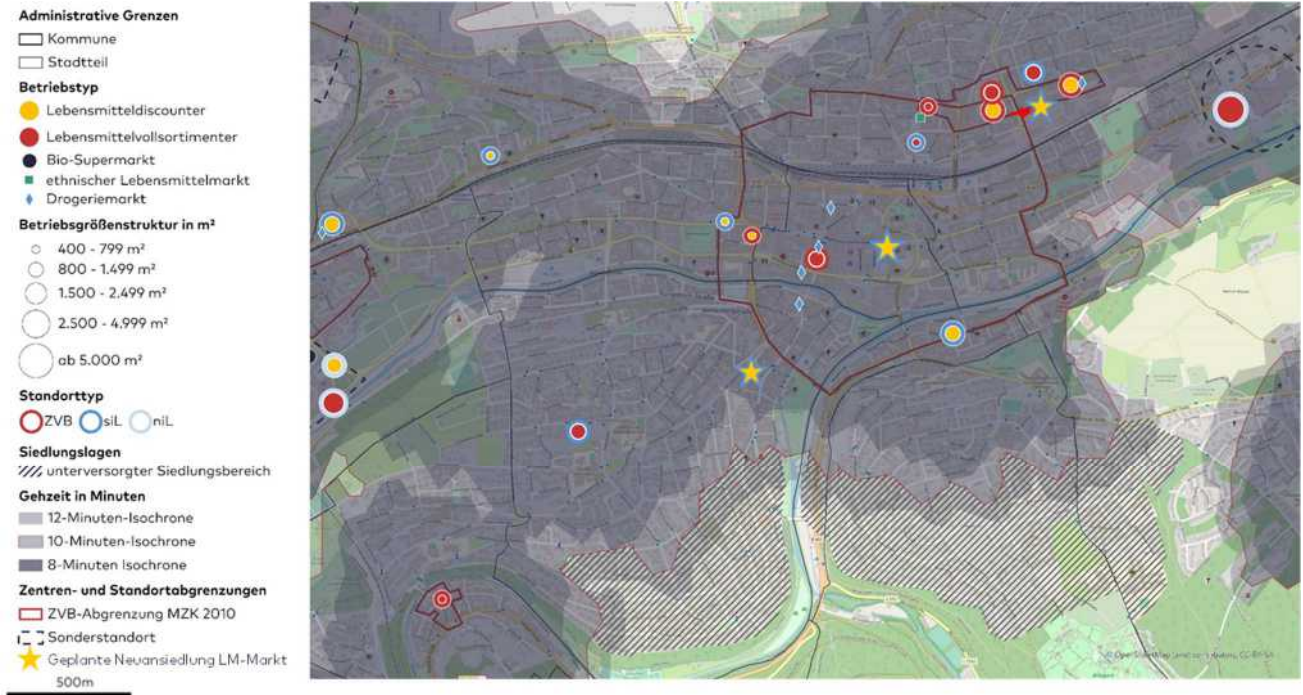 Administrative Grenzen
Kommune
Stadtteil
Betriebstyp
Lebensmitteldiscounter
Lebensmittelvollsortimenter
Bio-Supermarkt
ethnischer Lebensmittelmarkt
Drogeriemarkt
Betriebsgrößenstruktur in m²
400 - 799 m²
800 - 1.499 m²
1.500 - 2.499 m²
2.500 - 4.999 m²
ab 5.000 m²
Standorttyp
ZVB siL niL
Siedlungslagen
unterversorgter Siedlungsbereich
Gehzeit in Minuten
12-Minuten-Isochrone
10-Minuten-Isochrone
8-Minuten Isochrone
Zentren- und Standortabgrenzungen
ZVB-Abgrenzung MZK 2010
Sonderstandort
Geplante Neuansiedlung LM-Markt
500m